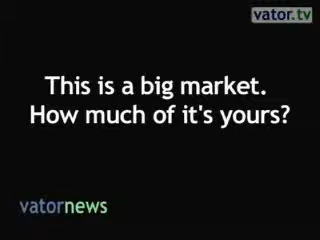 vator.tv
This is a big market.
How much of it's yours?
vatornews